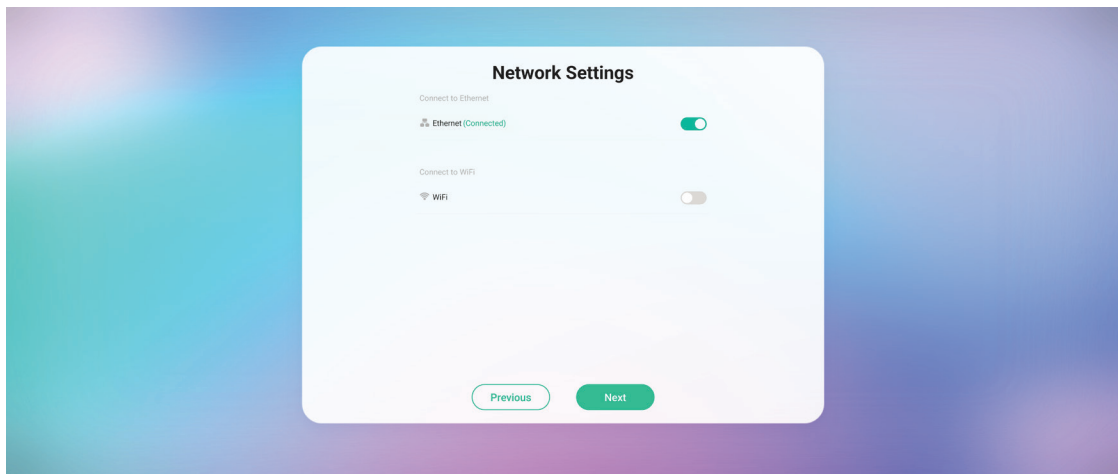 Network Settings
Connect to Ethernet
Ethernet (Connected)
Connect to WiFi
WiFi
Previous
Next